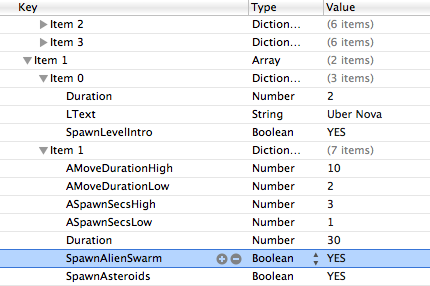 Key Type Value
Item 2 Diction... (6 items)
Item 3 Diction... (6 items)
Item 1 Array (2 items)
Item 0 Diction... (3 items)
Duration Number 2
LText String Uber Nova
SpawnLevelIntro Boolean YES
Item 1 Diction... (7 items)
AMoveDurationHigh Number 10
AMoveDurationLow Number 2
ASpawnSecsHigh Number 3
ASpawnSecsLow Number 1
Duration Number 30
SpawnAlienSwarm Boolean YES
SpawnAsteroids Boolean YES